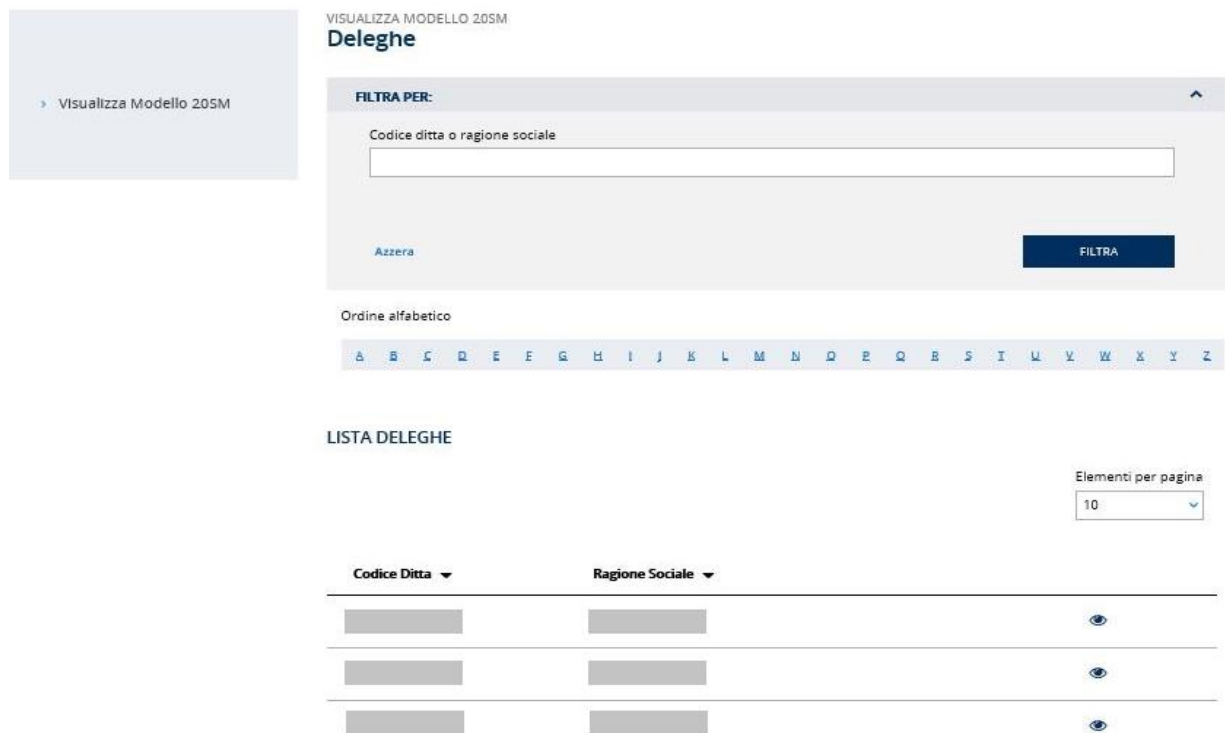 VISUALIZZA MODELLO 20SM
Deleghe
Visualizza Modello 20SM
FILTRA PER:
Codice ditta o ragione sociale
Azzera
FILTRA
Ordine alfabetico
A B C D E F G H I J K L M N O P Q R S T U V W X Y Z
LISTA DELEGHE
Elementi per pagina
10
Codice Ditta Ragione Sociale